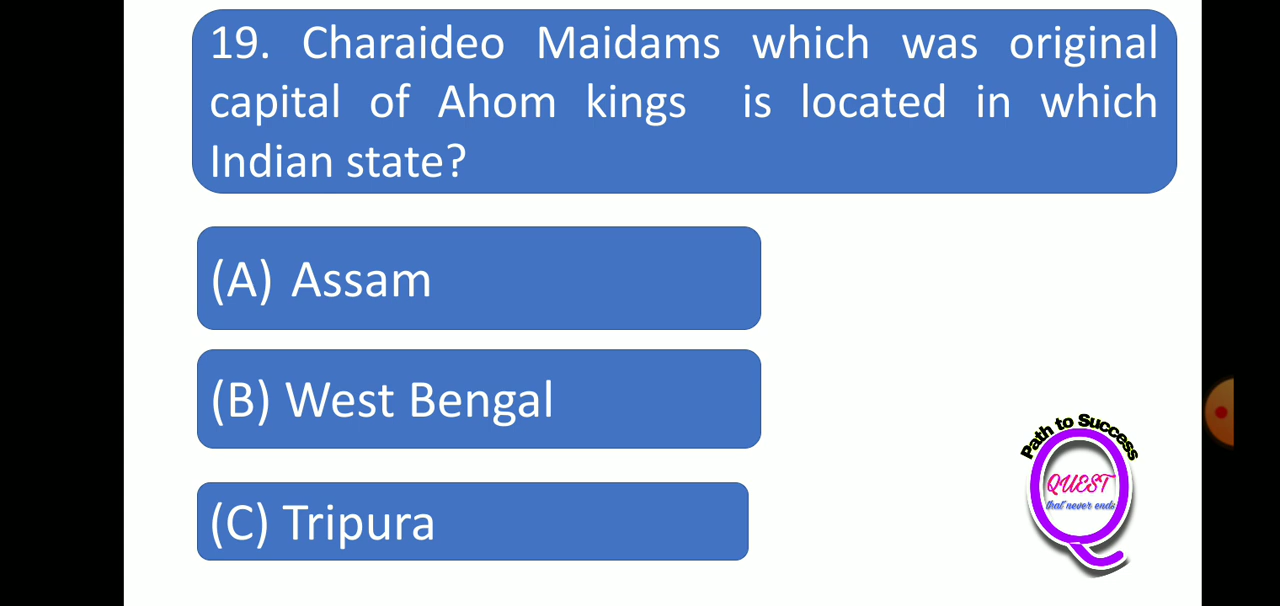 19. Charaideo Maidams which was original
capital of Ahom kings is located in which
Indian state?
(A) Assam
(B) West Bengal
(C) Tripura
Path to Success
QUEST
that never ends